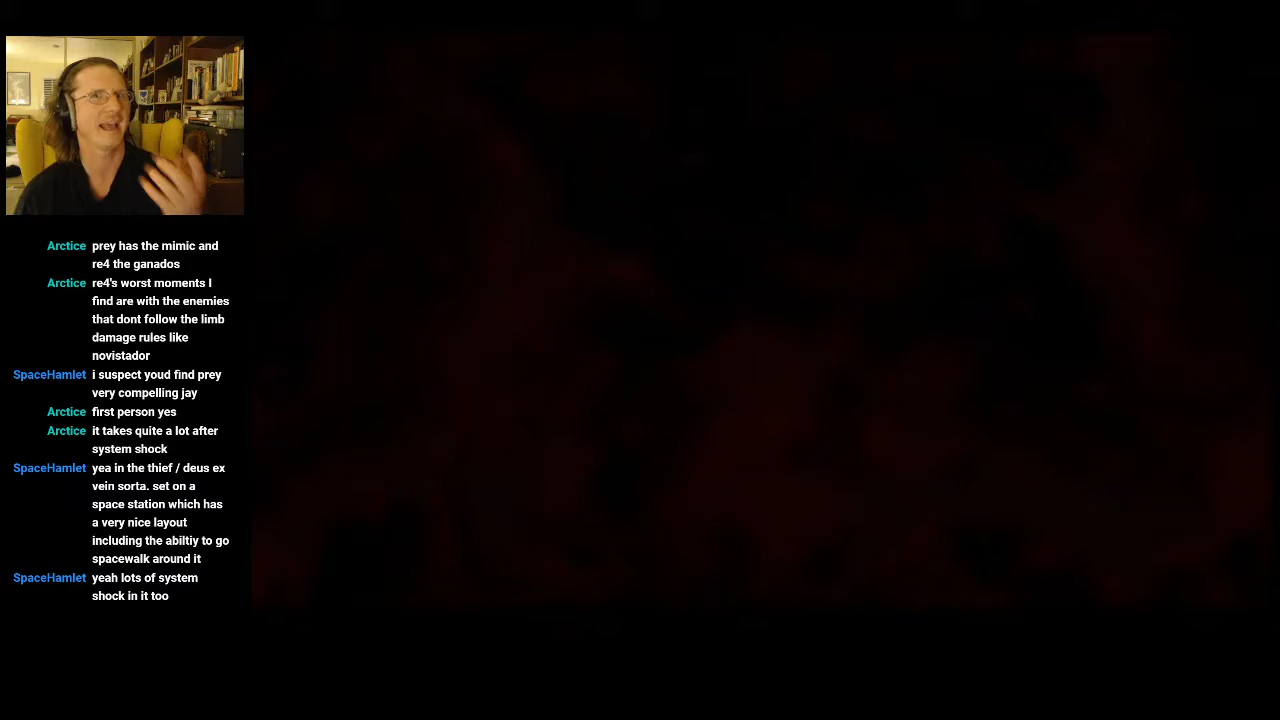 Arctice prey has the mimic and
re4 the ganados
Arctice re4's worst moments I
find are with the enemies
that dont follow the limb
damage rules like
novistador
SpaceHamlet i suspect youd find prey
very compelling jay
Arctice first person yes
Arctice it takes quite a lot after
system shock
SpaceHamlet yea in the thief / deus ex
vein sorta. set on a
space station which has
a very nice layout
including the abiltiy to go
spacewalk around it
SpaceHamlet yeah lots of system
shock in it too